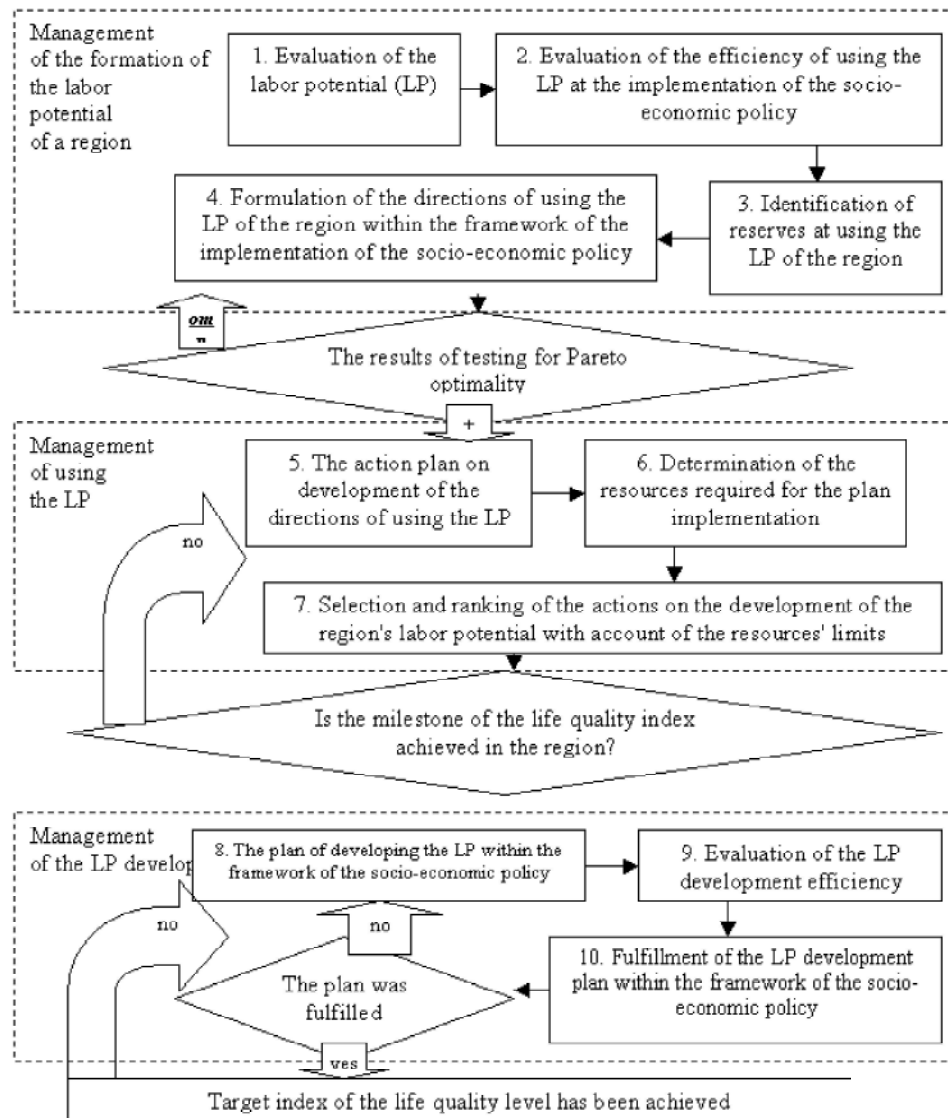 Management
of the formation of
the labor
potential
of a region
1. Evaluation of the
labor potential (LP)
2. Evaluation of the efficiency of using the
LP at the implementation of the socio-
economic policy
4. Formulation of the directions of using the
LP of the region within the framework of the
implementation of the socio-economic policy
3. Identification of
reserves at using the
LP of the region
The results of testing for Pareto
optimality
+
Management
of using
the LP
5. The action plan on
development of the
directions of using the LP
6. Determination of the
resources required for the plan
implementation
no
7. Selection and ranking of the actions on the development of the
region's labor potential with account of the resources' limits
Is the milestone of the life quality index
achieved in the region?
Management
of the LP develop
8. The plan of developing the LP within the
framework of the socio-economic policy
9. Evaluation of the LP
development efficiency
no
no
10. Fulfillment of the LP development
plan within the framework of the socio-
economic policy
The plan was
fulfilled
yes
Target index of the life quality level has been achieved